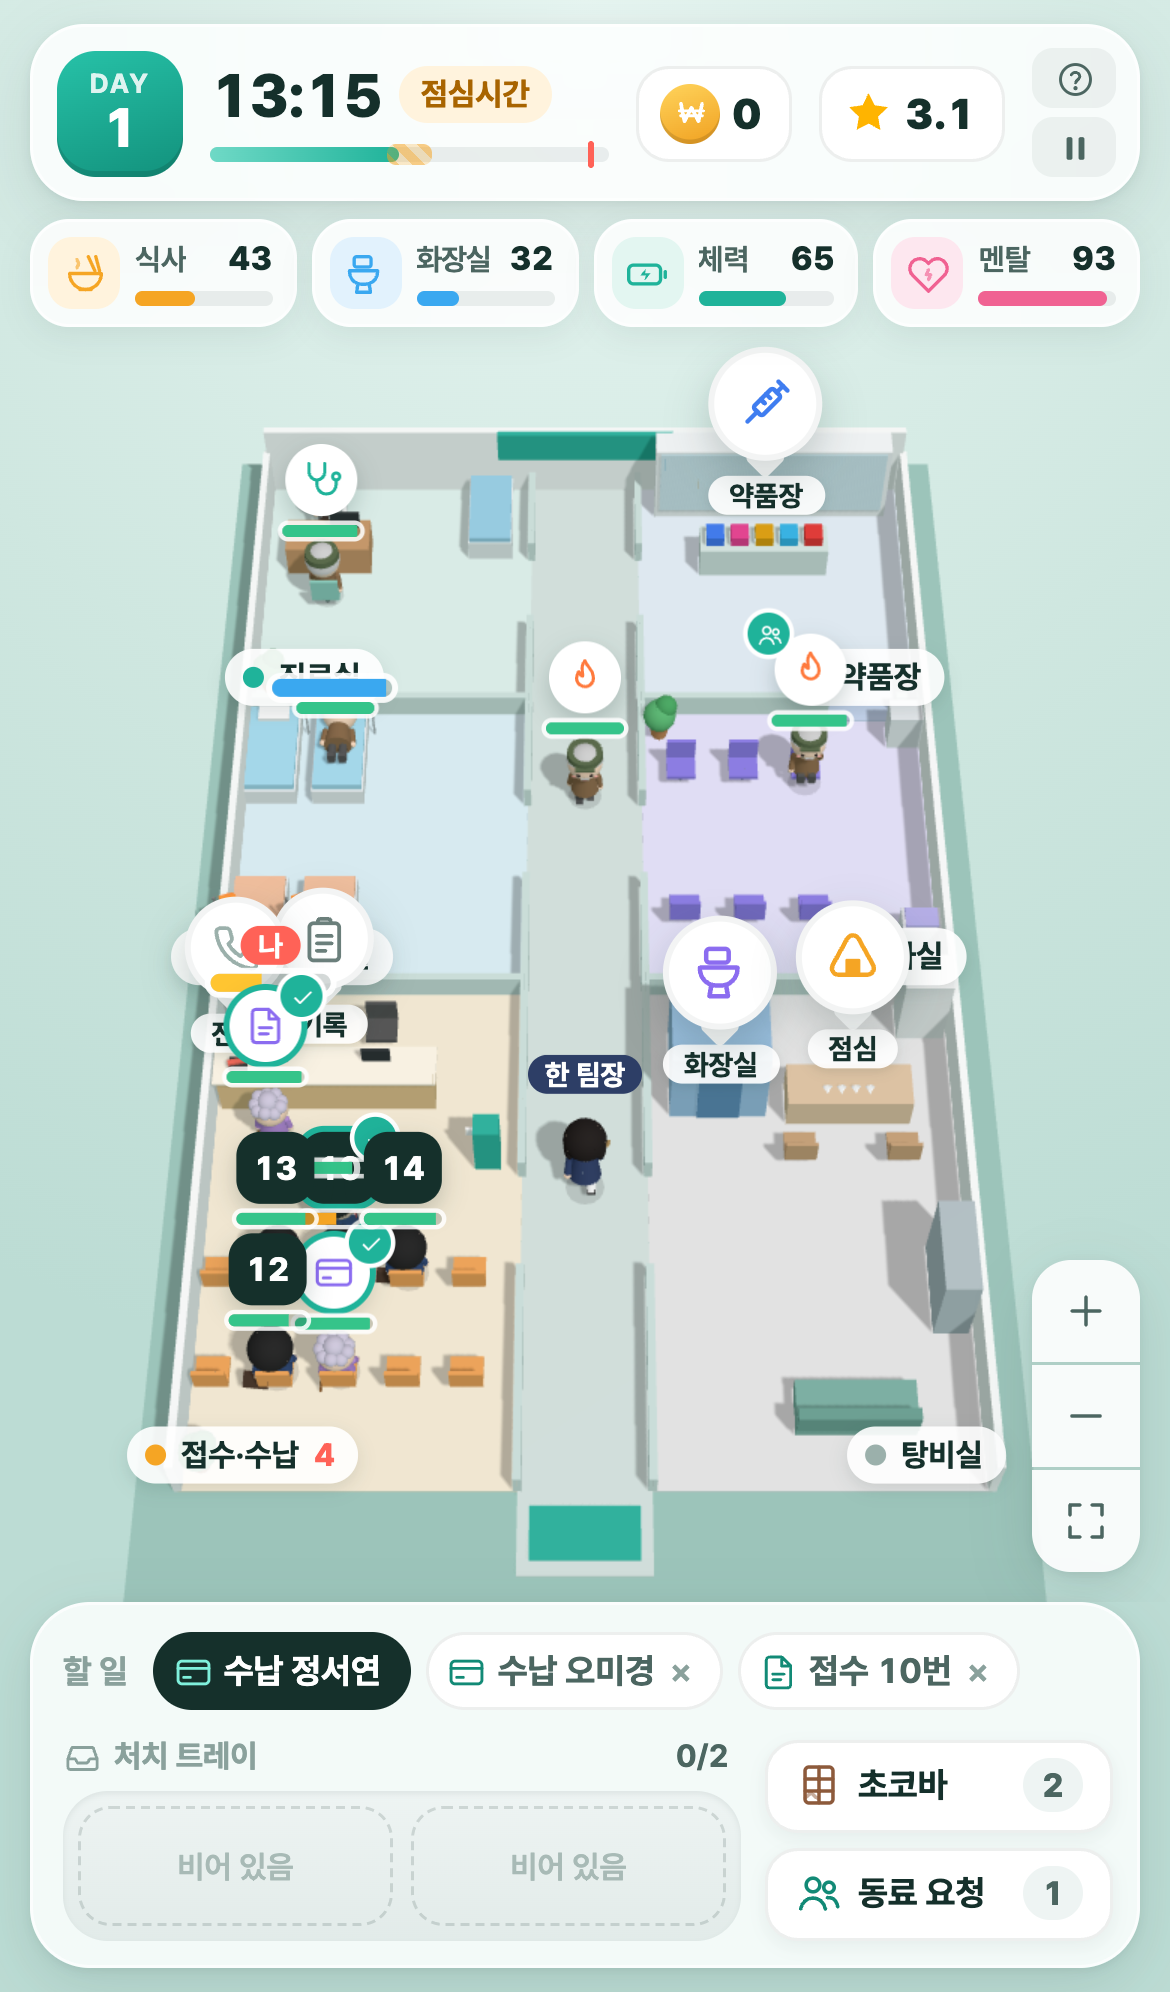 DAY
1
13:15
점심시간
₩ 0
3.1
식사 43
화장실 32
체력 65
멘탈 93
약품장
약품장
나
한 팀장
화장실
점심
13
14
12
접수·수납 4
탕비실
할 일
수납 정서연
수납 오미경 ×
접수 10번 ×
처치 트레이 0/2
비어 있음
비어 있음
초코바 2
동료 요청 1